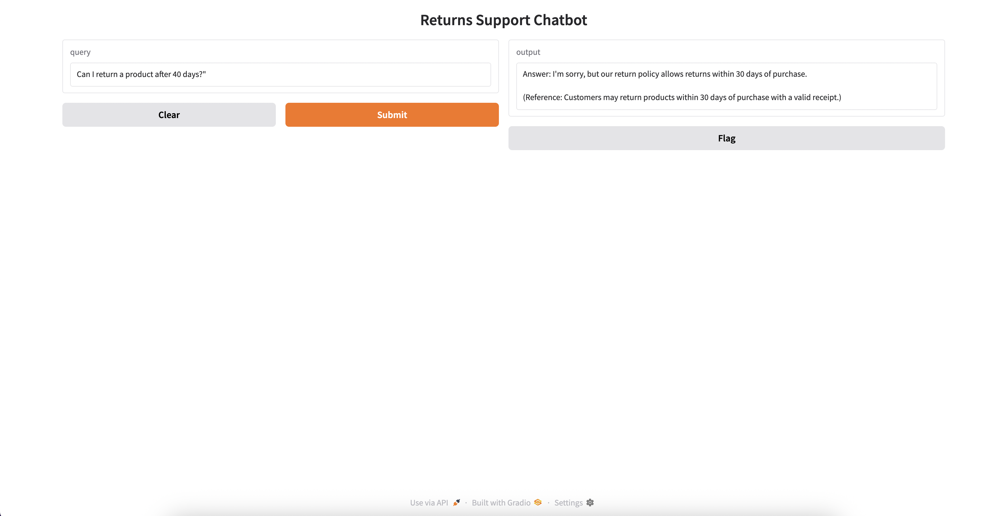 Returns Support Chatbot
query
Can I return a product after 40 days?"
Clear
Submit
output
Answer: I'm sorry, but our return policy allows returns within 30 days of purchase.
(Reference: Customers may return products within 30 days of purchase with a valid receipt.)
Flag
Use via API · Built with Gradio · Settings